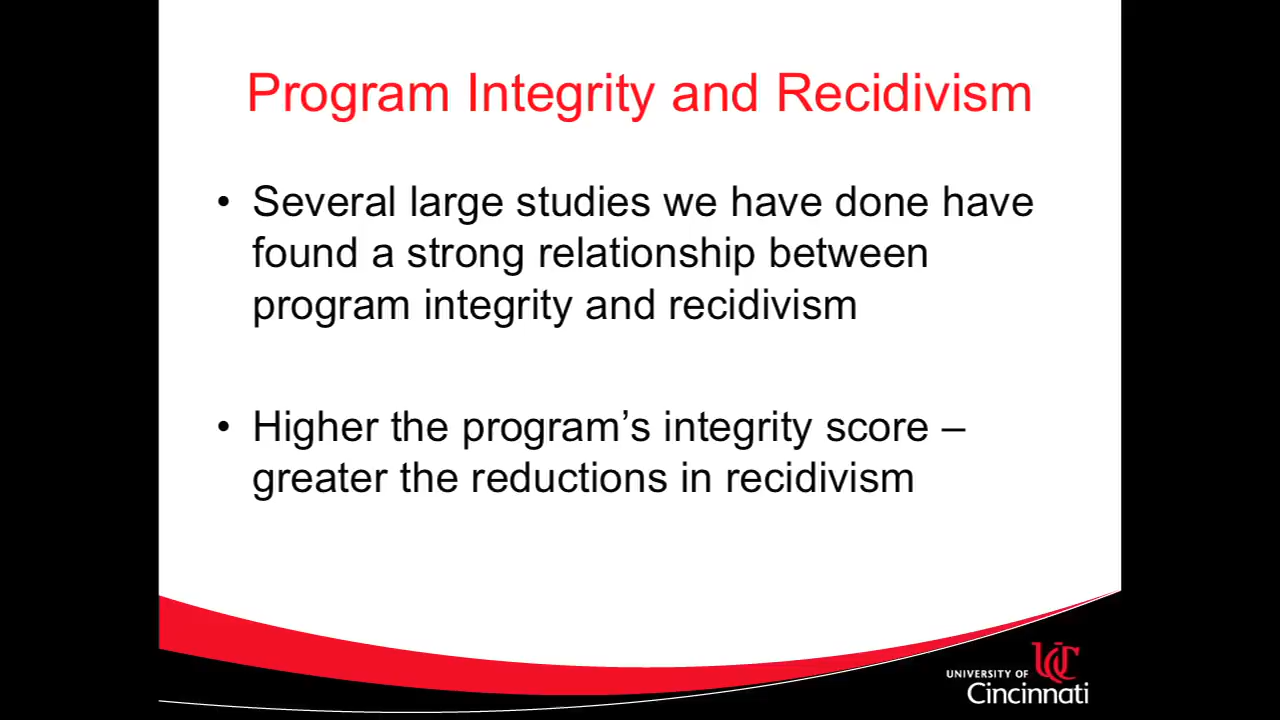 Program Integrity and Recidivism
• Several large studies we have done have
found a strong relationship between
program integrity and recidivism
• Higher the program’s integrity score –
greater the reductions in recidivism
UC
UNIVERSITY OF
Cincinnati